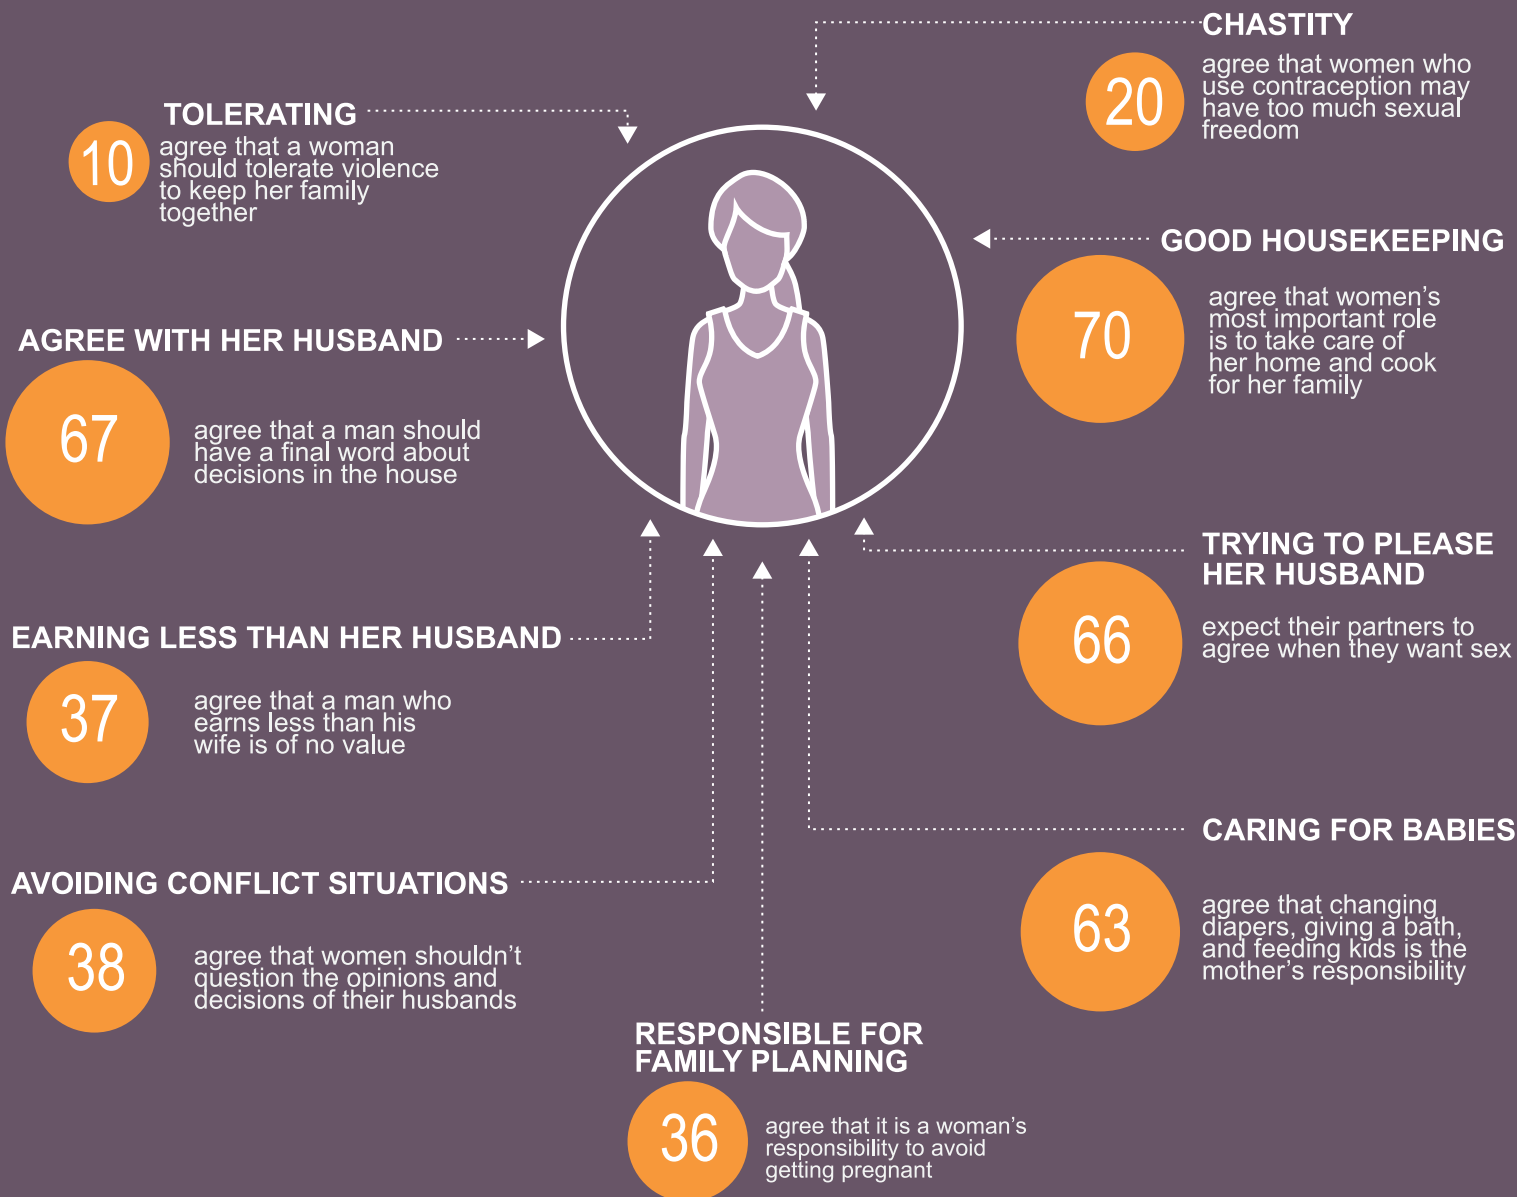 CHASTITY
20
agree that women who
use contraception may
have too much sexual
freedom
TOLERATING
10
agree that a woman
should tolerate violence
to keep her family
together
GOOD HOUSEKEEPING
70
agree that women’s
most important role
is to take care of
her home and cook
for her family
AGREE WITH HER HUSBAND
67
agree that a man should
have a final word about
decisions in the house
TRYING TO PLEASE
HER HUSBAND
66
expect their partners to
agree when they want sex
EARNING LESS THAN HER HUSBAND
37
agree that a man who
earns less than his
wife is of no value
CARING FOR BABIES
63
agree that changing
diapers, giving a bath,
and feeding kids is the
mother’s responsibility
AVOIDING CONFLICT SITUATIONS
38
agree that women shouldn’t
question the opinions and
decisions of their husbands
RESPONSIBLE FOR
FAMILY PLANNING
36
agree that it is a woman’s
responsibility to avoid
getting pregnant